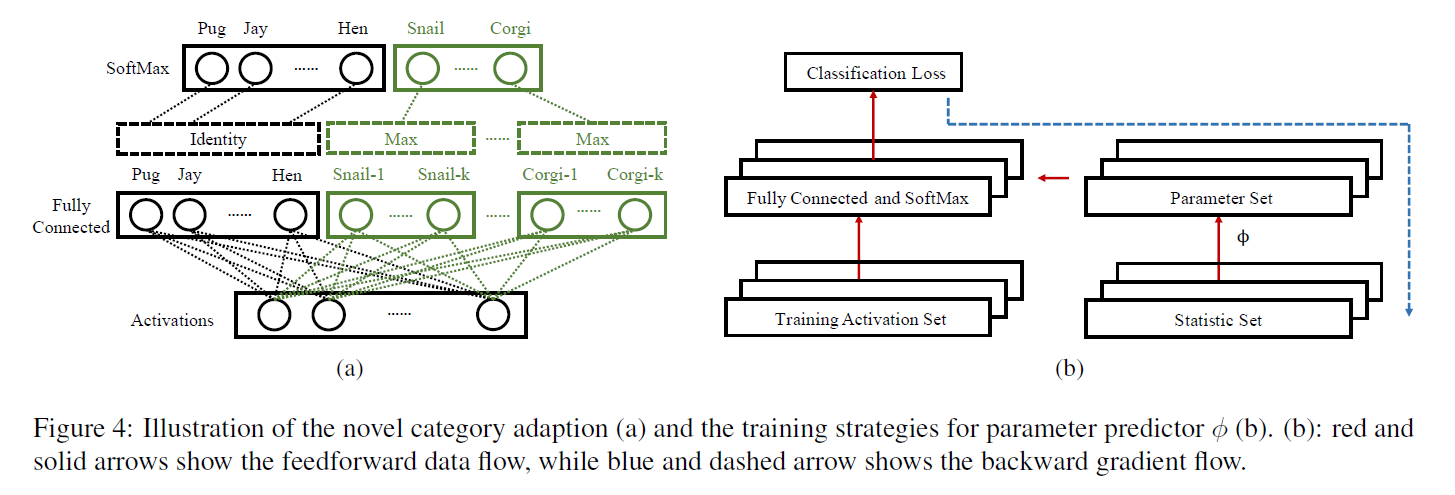 Pug Jay Hen Snail Corgi
SoftMax ...... ......
Identity Max ...... Max
Pug Jay Hen Snail-1 Snail-k Corgi-1 Corgi-k
Fully
Connected
...... ...... ...... ......
Activations ......
(a)
Classification Loss
Fully Connected and SoftMax
Parameter Set
ϕ
Training Activation Set
Statistic Set
(b)
Figure 4: Illustration of the novel category adaption (a) and the training strategies for parameter predictor ϕ (b). (b): red and
solid arrows show the feedforward data flow, while blue and dashed arrow shows the backward gradient flow.